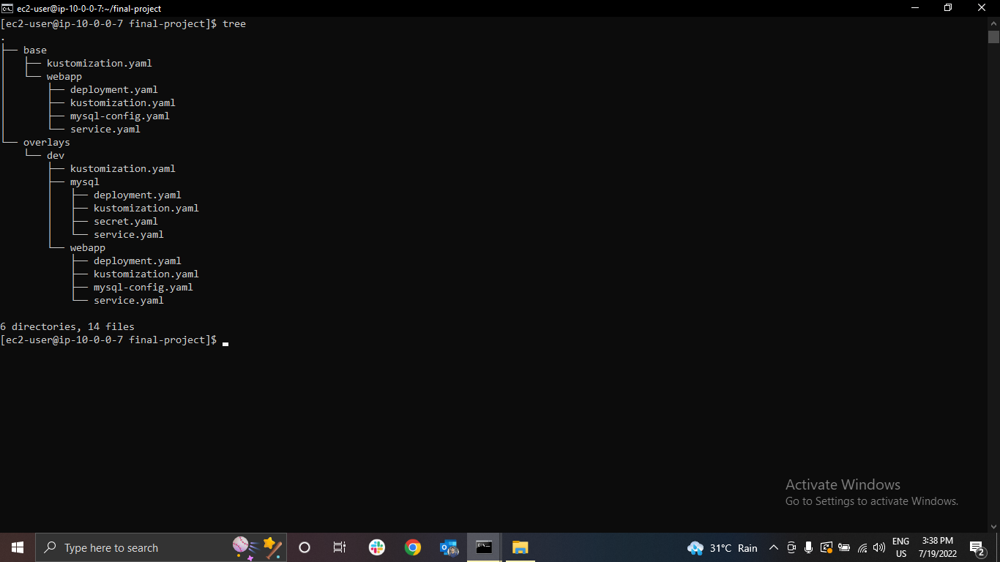 ec2-user@ip-10-0-0-7:~/final-project
[ec2-user@ip-10-0-0-7 final-project]$ tree
.
├── base
│   ├── kustomization.yaml
│   └── webapp
│       ├── deployment.yaml
│       ├── kustomization.yaml
│       ├── mysql-config.yaml
│       └── service.yaml
└── overlays
    └── dev
        ├── kustomization.yaml
        ├── mysql
        │   ├── deployment.yaml
        │   ├── kustomization.yaml
        │   ├── secret.yaml
        │   └── service.yaml
        └── webapp
            ├── deployment.yaml
            ├── kustomization.yaml
            ├── mysql-config.yaml
            └── service.yaml
6 directories, 14 files
[ec2-user@ip-10-0-0-7 final-project]$
Activate Windows
Go to Settings to activate Windows.
Type here to search
31°C Rain
ENG
US
3:38 PM
7/19/2022
2